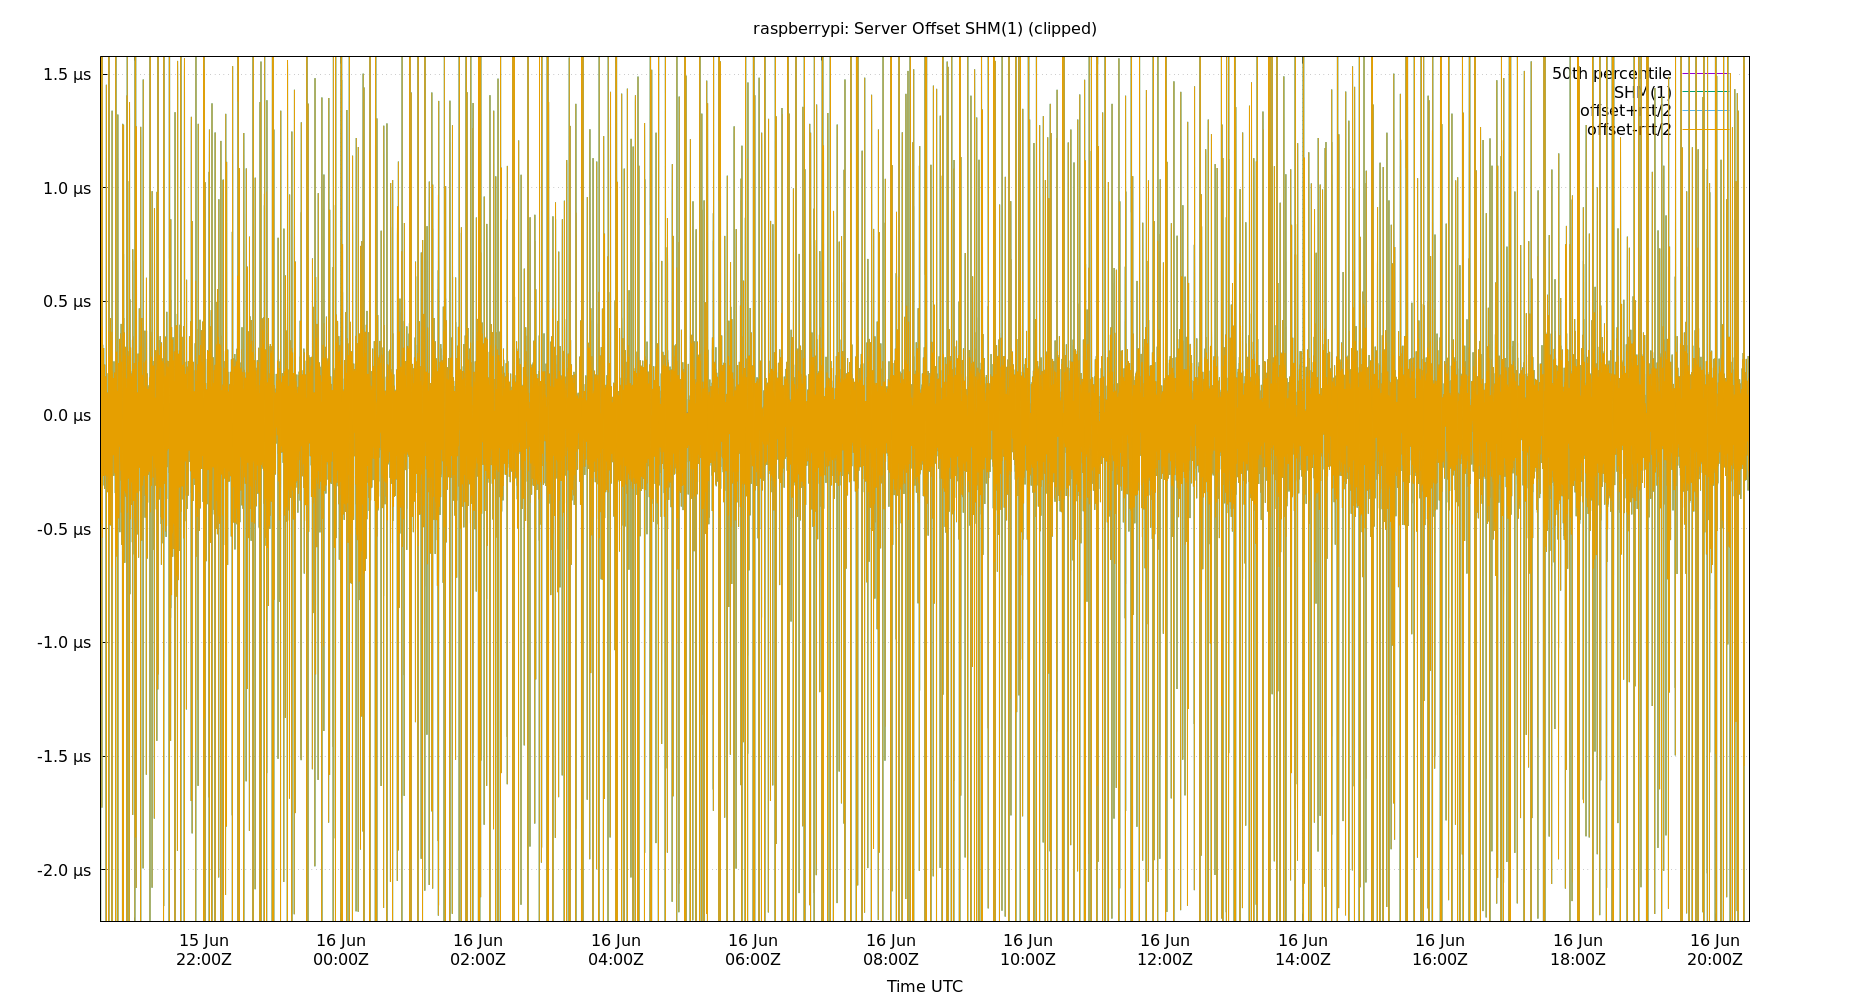 raspberrypi: Server Offset SHM(1) (clipped)
1.5 µs
1.0 µs
0.5 µs
0.0 µs
-0.5 µs
-1.0 µs
-1.5 µs
-2.0 µs
50th percentile
SHM(1)
offset+rtt/2
offset-rtt/2
15 Jun 16 Jun 16 Jun 16 Jun 16 Jun 16 Jun 16 Jun 16 Jun 16 Jun 16 Jun 16 Jun 16 Jun
22:00Z 00:00Z 02:00Z 04:00Z 06:00Z 08:00Z 10:00Z 12:00Z 14:00Z 16:00Z 18:00Z 20:00Z
Time UTC